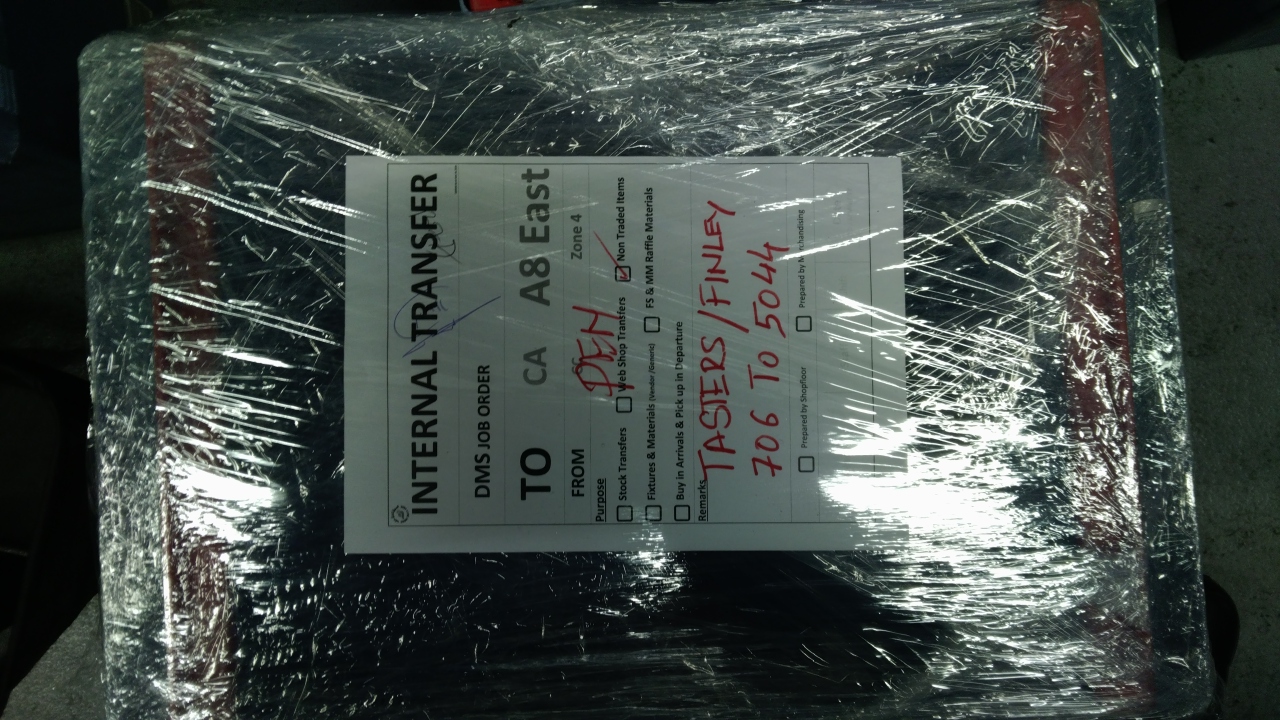 INTERNAL TRANSFER
DMS JOB ORDER
TO CA A8 East
FROM Zone 4
Purpose
Stock Transfers Web Shop Transfers Non Traded Items
Fixtures & Materials (Vendor/Generic) FS & MM Raffle Materials
Buy in Arrivals & Pick up in Departure
Remarks TASTERS / FINLEY
706 TO 5044
Prepared by Shopfloor Prepared by Merchandising